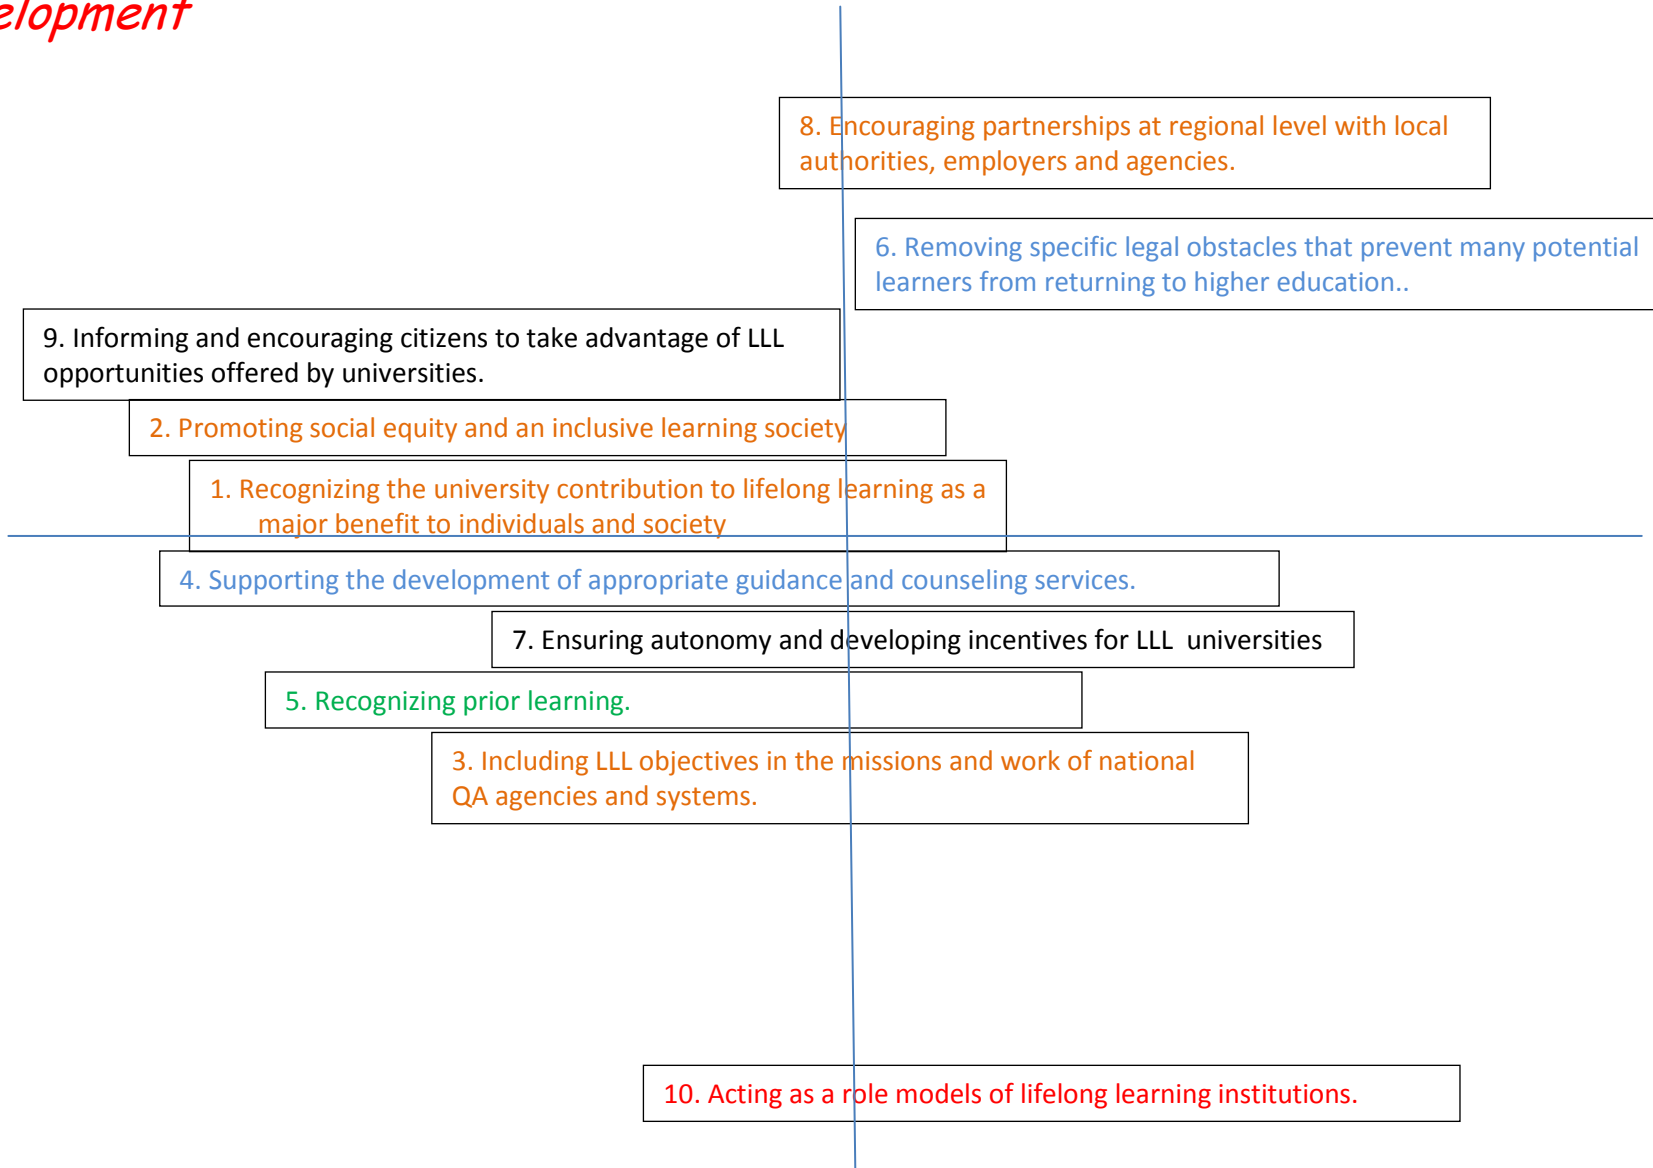 elopment
8. Encouraging partnerships at regional level with local
authorities, employers and agencies.
6. Removing specific legal obstacles that prevent many potential
learners from returning to higher education..
9. Informing and encouraging citizens to take advantage of LLL
opportunities offered by universities.
2. Promoting social equity and an inclusive learning society
1. Recognizing the university contribution to lifelong learning as a
major benefit to individuals and society
4. Supporting the development of appropriate guidance and counseling services.
7. Ensuring autonomy and developing incentives for LLL universities
5. Recognizing prior learning.
3. Including LLL objectives in the missions and work of national
QA agencies and systems.
10. Acting as a role models of lifelong learning institutions.